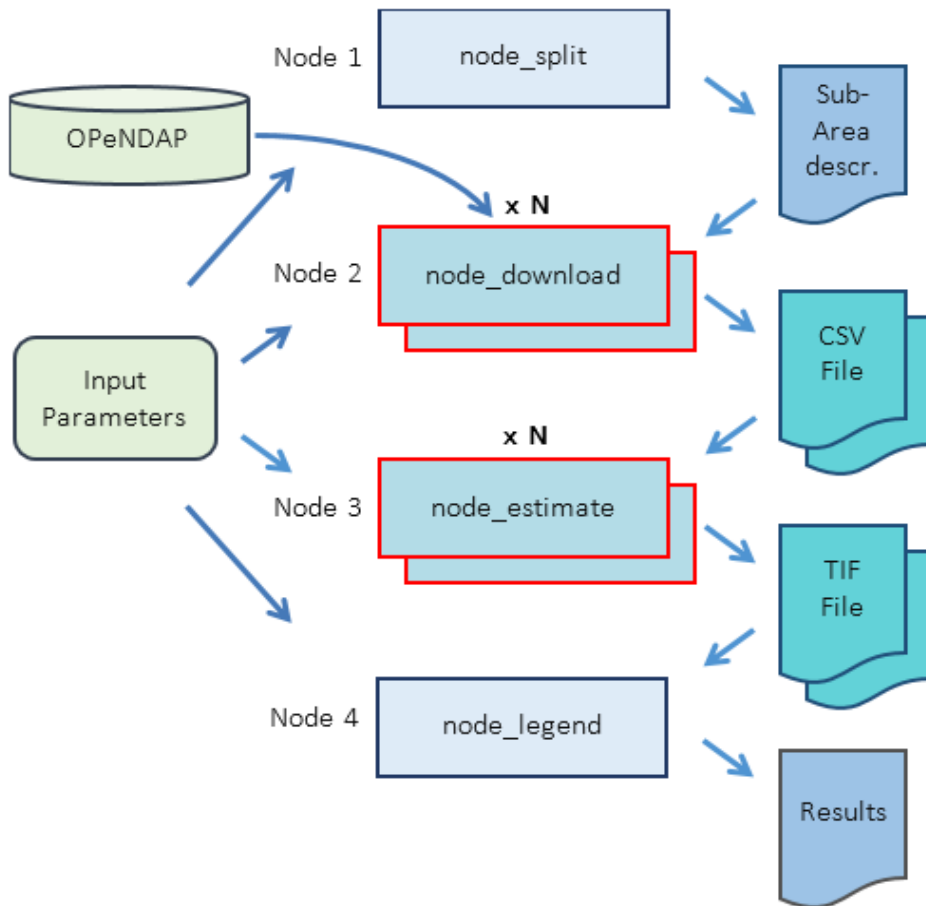 Node 1
node_split
OPeNDAP
Sub-
Area
descr.
x N
Node 2
node_download
CSV
File
Input
Parameters
x N
Node 3
node_estimate
TIF
File
Node 4
node_legend
Results